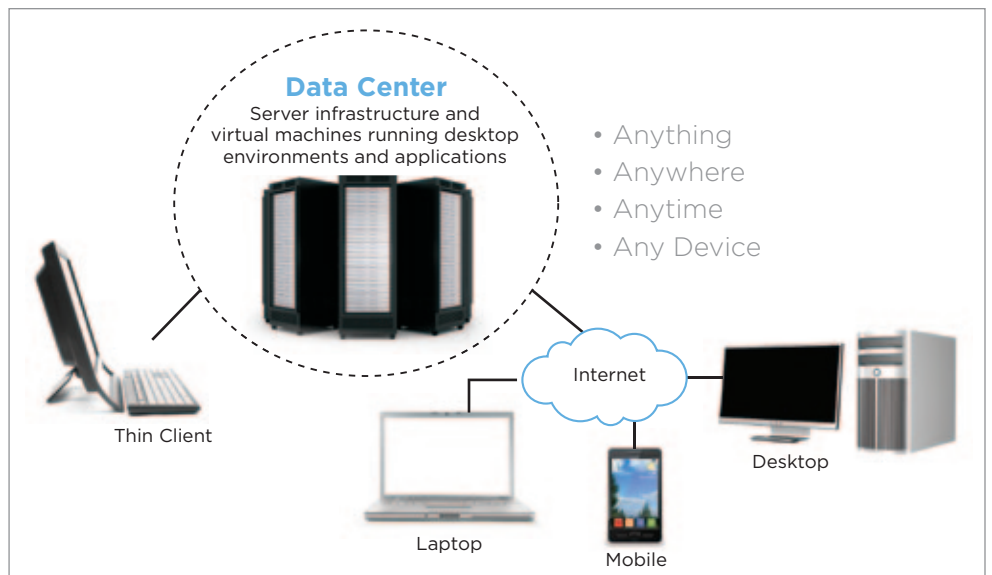 Data Center
Server infrastructure and
virtual machines running desktop
environments and applications
• Anything
• Anywhere
• Anytime
• Any Device
Internet
Thin Client
Laptop
Mobile
Desktop